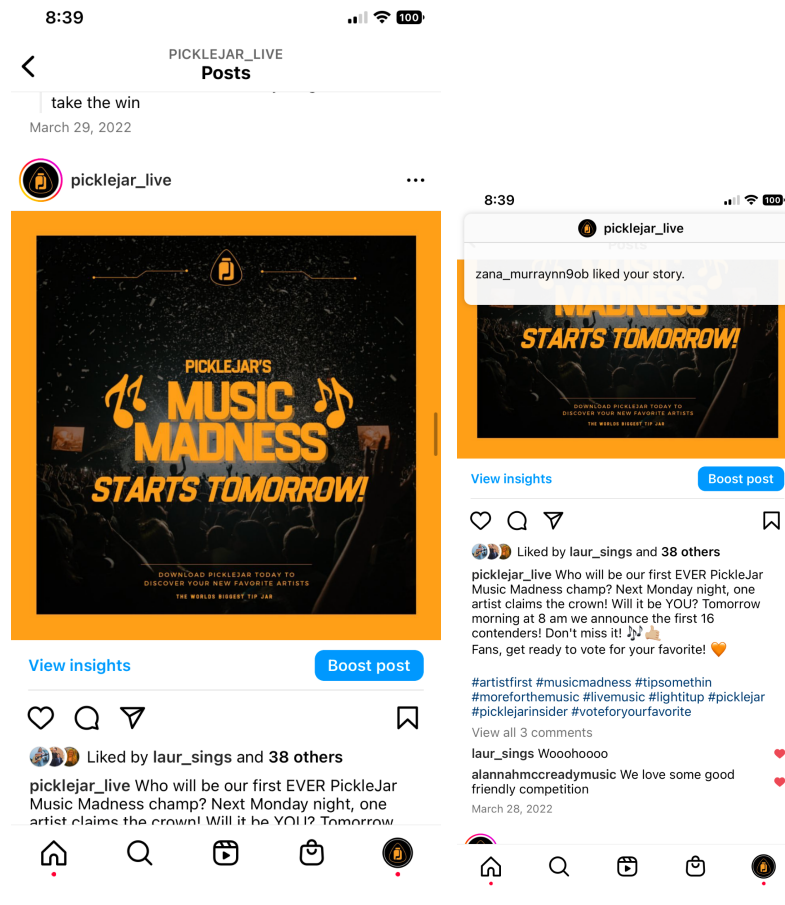 8:39
100
PICKLEJAR_LIVE
Posts
take the win
March 29, 2022
picklejar_live
PICKLEJAR'S
MUSIC
MADNESS
STARTS TOMORROW!
DOWNLOAD PICKLEJAR TODAY TO
DISCOVER YOUR NEW FAVORITE ARTISTS
THE WORLDS BIGGEST TIP JAR
View insights
Boost post
Liked by laur_sings and 38 others
picklejar_live Who will be our first EVER PickleJar
Music Madness champ? Next Monday night, one
artist claims the crown! Will it be YOU? Tomorrow
8:39
100
picklejar_live
Posts
zana_murraynn9ob liked your story.
MUSIC
MADNESS
STARTS TOMORROW!
DOWNLOAD PICKLEJAR TODAY TO
DISCOVER YOUR NEW FAVORITE ARTISTS
THE WORLDS BIGGEST TIP JAR
View insights
Boost post
Liked by laur_sings and 38 others
picklejar_live Who will be our first EVER PickleJar
Music Madness champ? Next Monday night, one
artist claims the crown! Will it be YOU? Tomorrow
morning at 8 am we announce the first 16
contenders! Don't miss it! 🎶🤙🏼
Fans, get ready to vote for your favorite! 🧡
#artistfirst #musicmadness #tipsomethin
#moreforthemusic #livemusic #lightitup #picklejar
#picklejarinsider #voteforyourfavorite
View all 3 comments
laur_sings Wooohoooo
alannahmccreadymusic We love some good
friendly competition
March 28, 2022